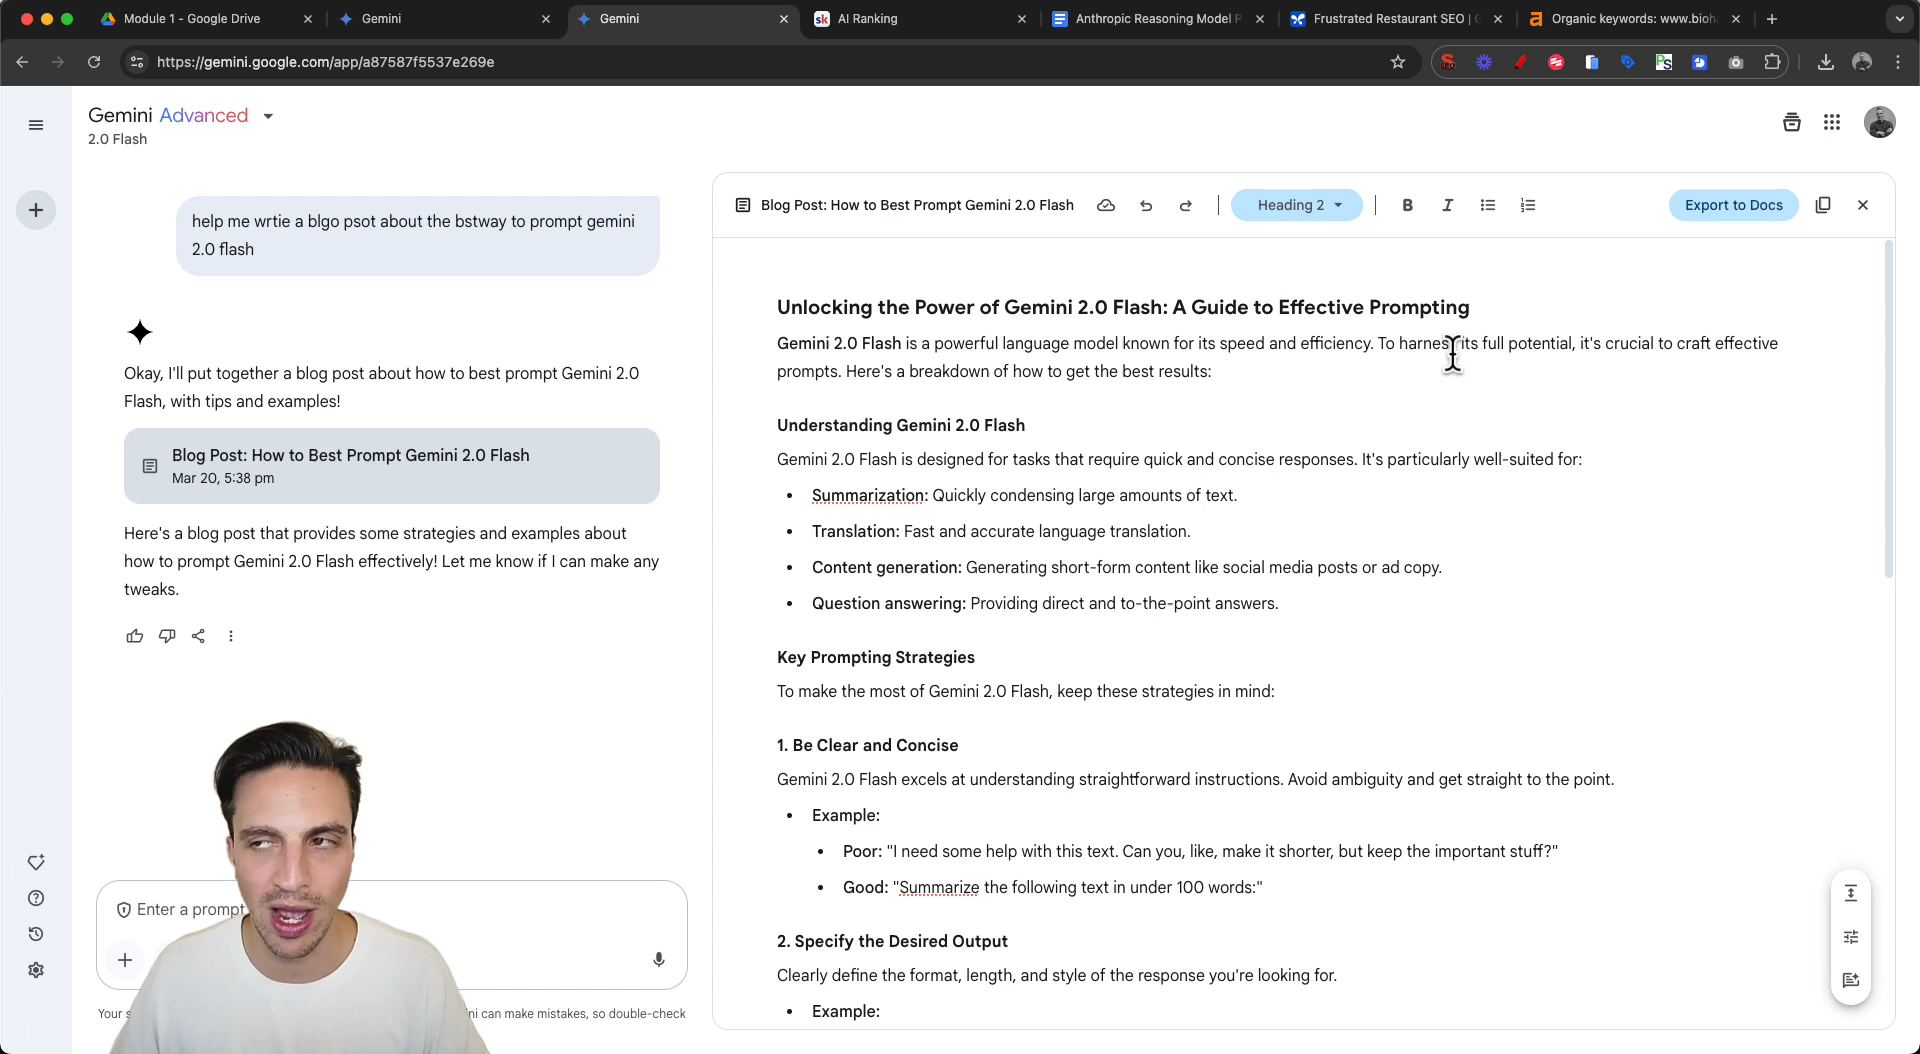 Module 1 - Google Drive
Gemini
Gemini
AI Ranking
Anthropic Reasoning Model P
Frustrated Restaurant SEO | G
Organic keywords: www.bioha
https://gemini.google.com/app/a87587f5537e269e
Gemini Advanced
2.0 Flash
help me wrtie a blgo psot about the bstway to prompt gemini
2.0 flash
Okay, I'll put together a blog post about how to best prompt Gemini 2.0
Flash, with tips and examples!
Blog Post: How to Best Prompt Gemini 2.0 Flash
Mar 20, 5:38 pm
Here's a blog post that provides some strategies and examples about
how to prompt Gemini 2.0 Flash effectively! Let me know if I can make any
tweaks.
Enter a prompt
Your
can make mistakes, so double-check
Blog Post: How to Best Prompt Gemini 2.0 Flash
Heading 2
B
I
Export to Docs
Unlocking the Power of Gemini 2.0 Flash: A Guide to Effective Prompting
Gemini 2.0 Flash is a powerful language model known for its speed and efficiency. To harness its full potential, it's crucial to craft effective
prompts. Here's a breakdown of how to get the best results:
Understanding Gemini 2.0 Flash
Gemini 2.0 Flash is designed for tasks that require quick and concise responses. It's particularly well-suited for:
• Summarization: Quickly condensing large amounts of text.
• Translation: Fast and accurate language translation.
• Content generation: Generating short-form content like social media posts or ad copy.
• Question answering: Providing direct and to-the-point answers.
Key Prompting Strategies
To make the most of Gemini 2.0 Flash, keep these strategies in mind:
1. Be Clear and Concise
Gemini 2.0 Flash excels at understanding straightforward instructions. Avoid ambiguity and get straight to the point.
• Example:
• Poor: "I need some help with this text. Can you, like, make it shorter, but keep the important stuff?"
• Good: "Summarize the following text in under 100 words:"
2. Specify the Desired Output
Clearly define the format, length, and style of the response you're looking for.
• Example: